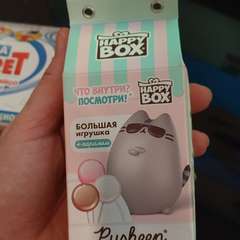 HAPPY
BOX
ЧТО ВНУТРИ?
ПОСМОТРИ!
HAPPY
BOX
БОЛЬШАЯ
игрушка
Pusheen